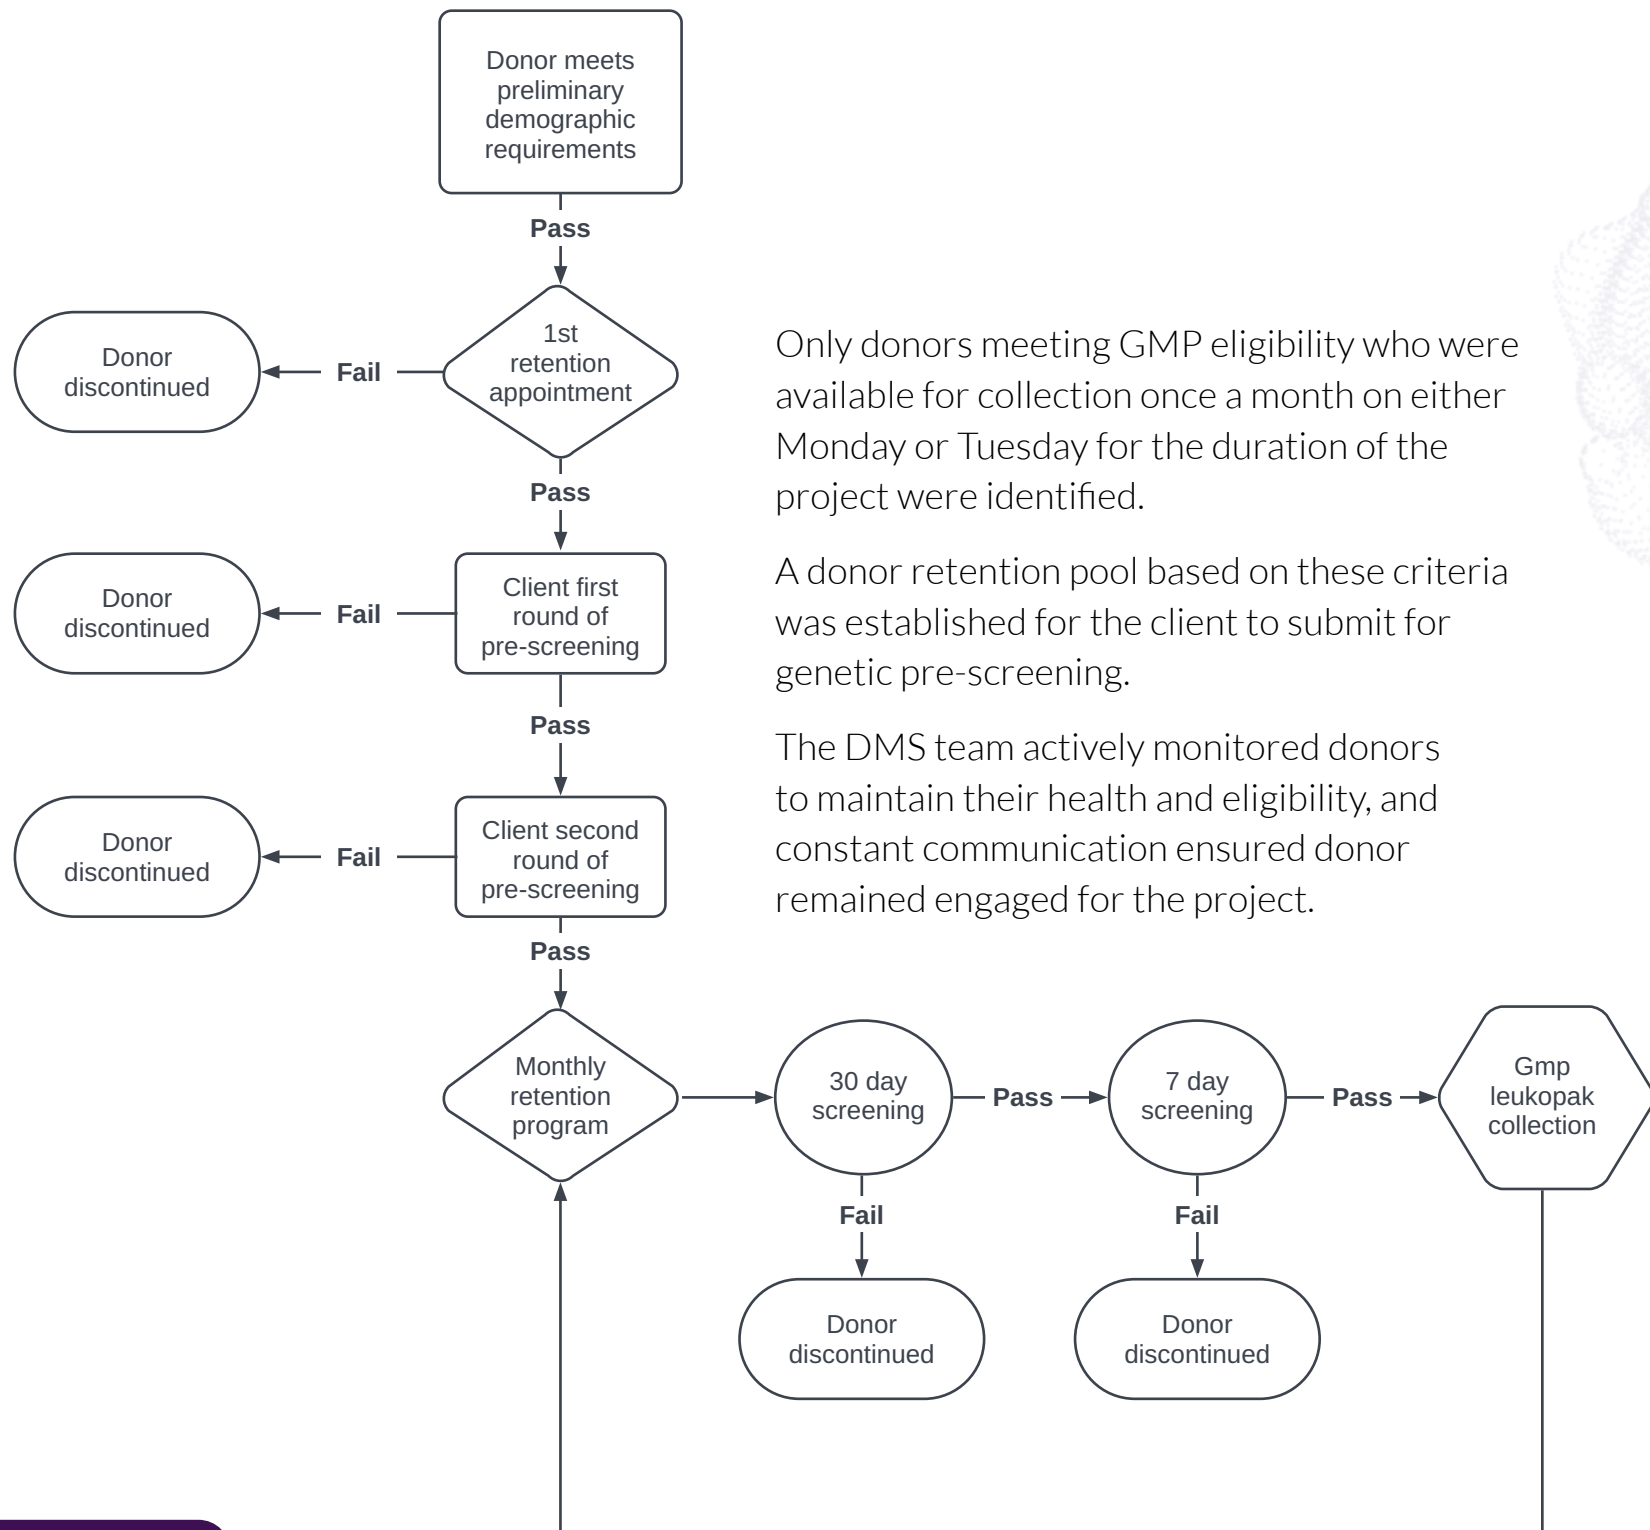 Donor meets
preliminary
demographic
requirements
Pass
1st
retention
appointment
Fail
Donor
discontinued
Pass
Client first
round of
pre-screening
Fail
Donor
discontinued
Pass
Client second
round of
pre-screening
Fail
Donor
discontinued
Pass
Only donors meeting GMP eligibility who were
available for collection once a month on either
Monday or Tuesday for the duration of the
project were identified.
A donor retention pool based on these criteria
was established for the client to submit for
genetic pre-screening.
The DMS team actively monitored donors
to maintain their health and eligibility, and
constant communication ensured donor
remained engaged for the project.
Monthly
retention
program
30 day
screening
Pass
7 day
screening
Pass
Gmp
leukopak
collection
Fail
Donor
discontinued
Fail
Donor
discontinued